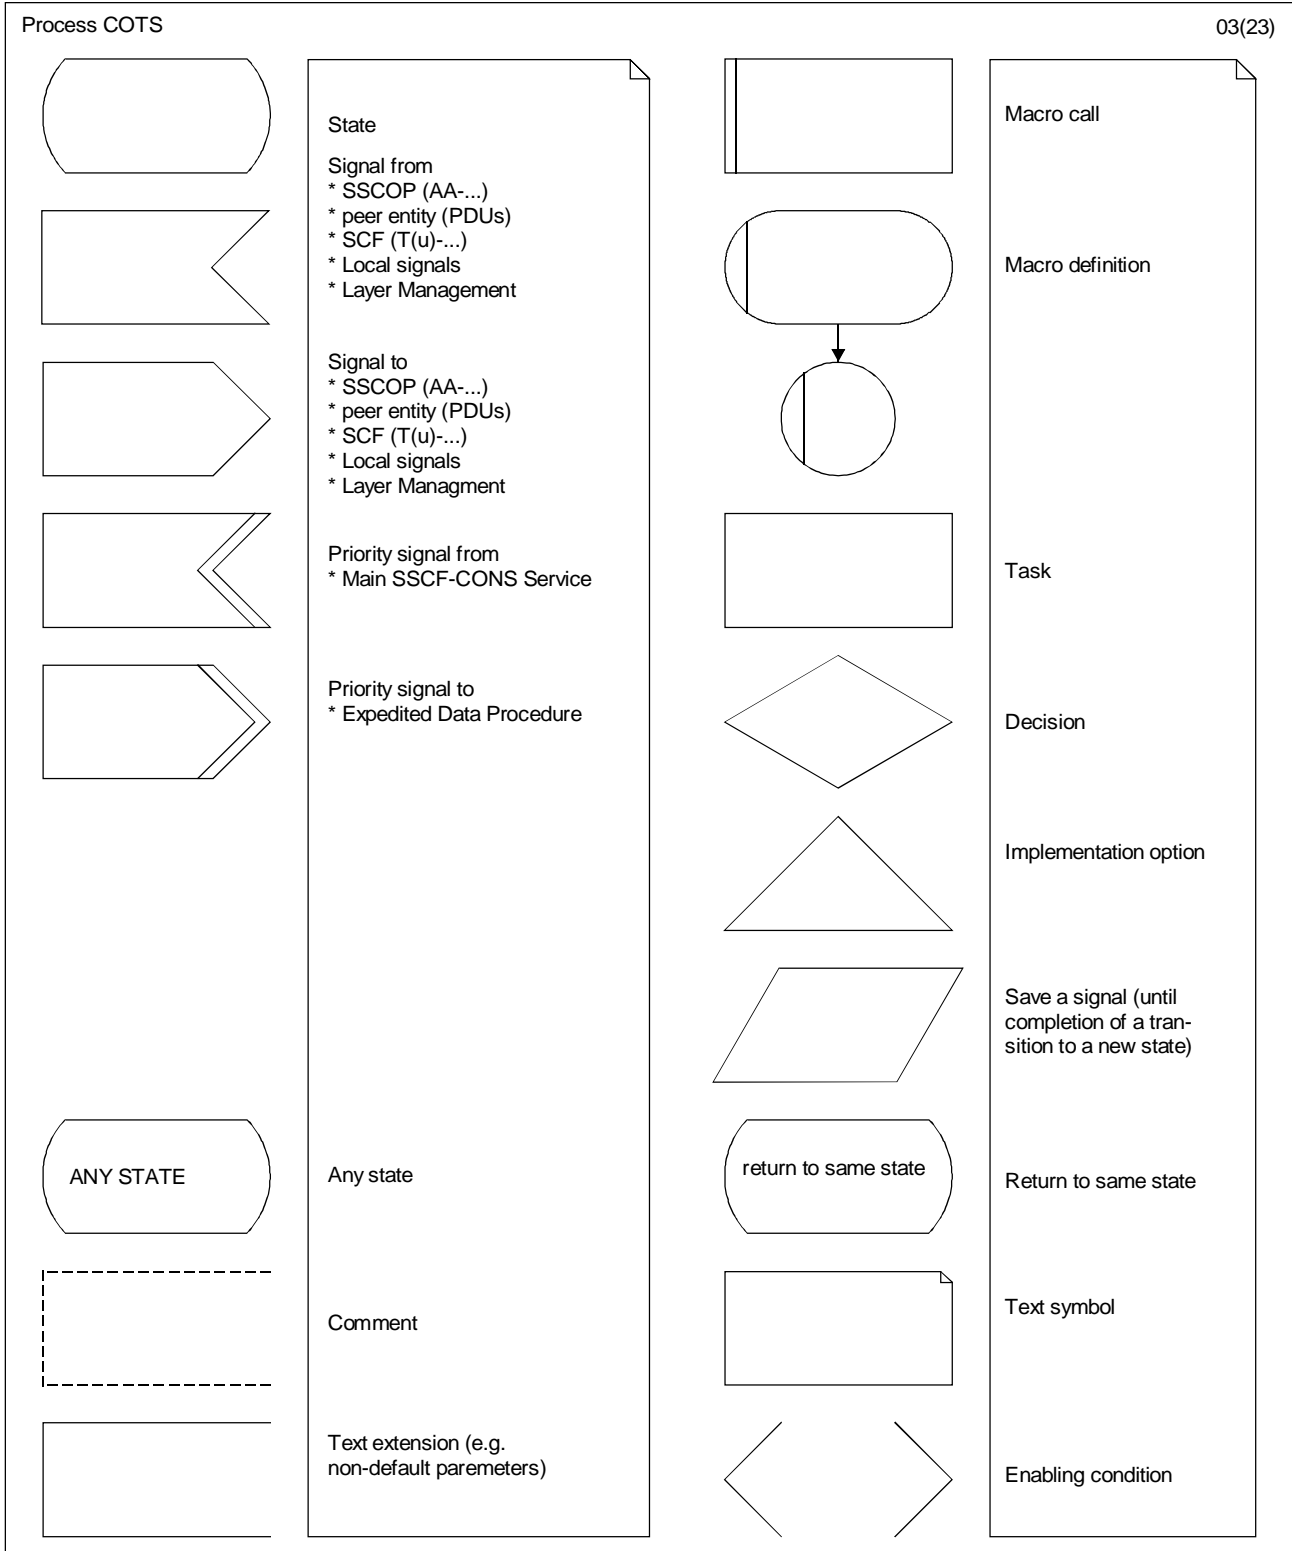 Process COTS
03(23)
State
Signal from
* SSCOP (AA-...)
* peer entity (PDUs)
* SCF (T(u)-...)
* Local signals
* Layer Management
Signal to
* SSCOP (AA-...)
* peer entity (PDUs)
* SCF (T(u)-...)
* Local signals
* Layer Managment
Priority signal from
* Main SSCF-CONS Service
Priority signal to
* Expedited Data Procedure
ANY STATE
Any state
Comment
Text extension (e.g.
non-default paremeters)
Macro call
Macro definition
Task
Decision
Implementation option
Save a signal (until
completion of a tran-
sition to a new state)
return to same state
Return to same state
Text symbol
Enabling condition